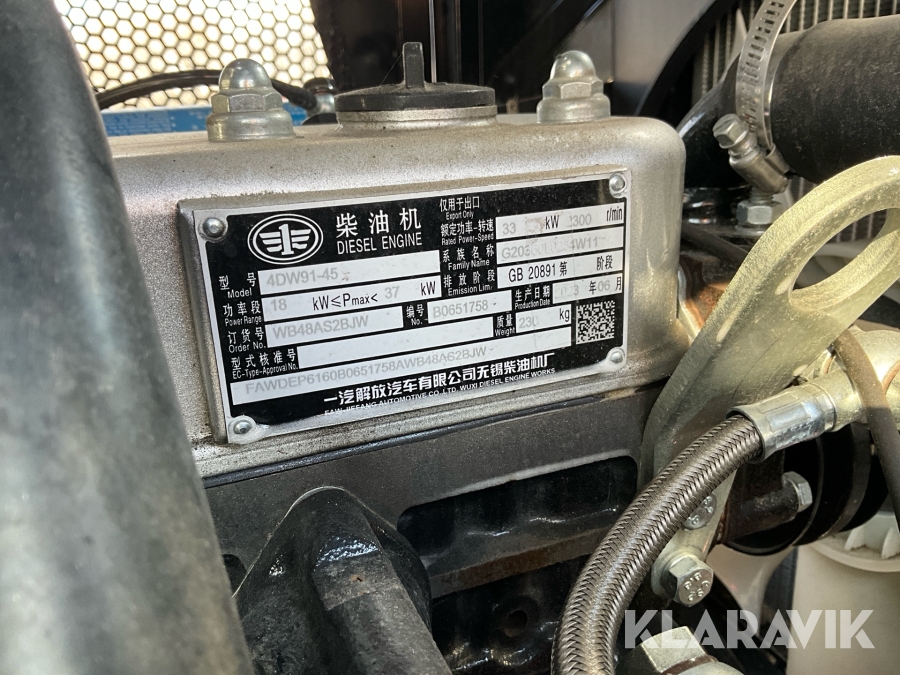 柴油机
DIESEL ENGINE
仅用于出口
Export Only
额定功率-转速 33 kW 2300 r/min
Rated Power-Speed
型号 4DW91-45
Model
系族名称
Family Name
功率段 18 kW≤Pmax< 37 kW
Power Range
排放阶段 GB 20891 第 阶段
Emission Lim.
订货号 WB48AS2BJW
Order No.
编号 B0651758
No.
生产日期 年 06 月
Production Date
型式核准号
EC-Type-Approval No.
质量 230 kg
Weight
FAWDEP6160B0651758AWB48A62BJW
一汽解放汽车有限公司无锡柴油机厂
FAW JIEFANG AUTOMOTIVE CO.,LTD. WUXI DIESEL ENGINE WORKS
KLARAVIK